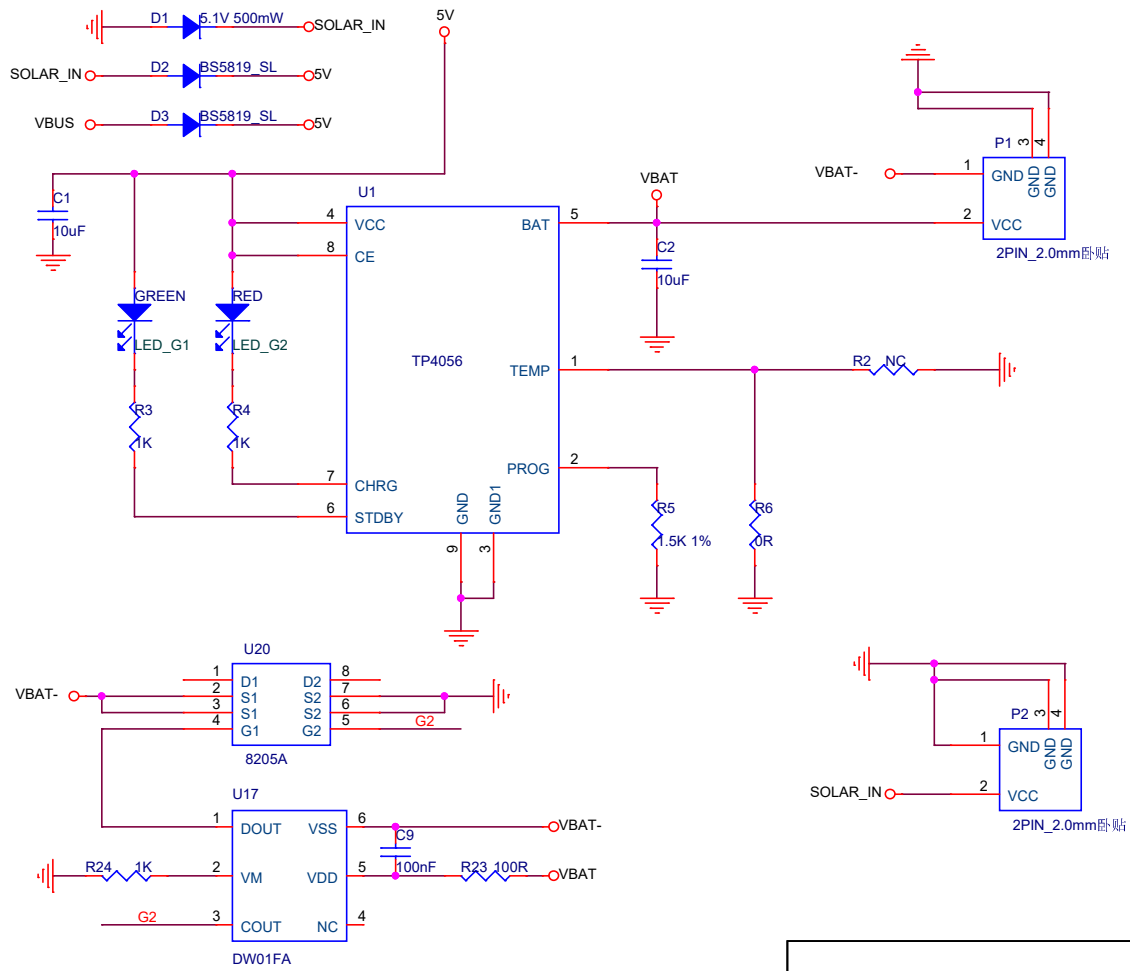 D1 5.1V 500mW SOLAR_IN
5V
SOLAR_IN D2 BS5819_SL 5V
VBUS D3 BS5819_SL 5V
P1
3 4
VBAT- 1 GND GND GND
2 VCC
2PIN_2.0mm卧贴
VBAT
C1
10uF
U1
4 VCC
8 CE
BAT 5
C2
10uF
GREEN
LED_G1
RED
LED_G2
TP4056
TEMP 1
R2 NC
R3
1K
R4
1K
PROG 2
7 CHRG
6 STDBY
GND GND1
9 3
R5
1.5K 1%
R6
0R
U20
VBAT-
1 D1 D2 8
2 S1 S2 7
3 S1 S2 6
4 G1 G2 5 G2
8205A
P2
3 4
1 GND GND GND
SOLAR_IN 2 VCC
2PIN_2.0mm卧贴
U17
1 DOUT VSS 6 VBAT-
C9
100nF
R24 1K 2 VM VDD 5 R23 100R VBAT
G2 3 COUT NC 4
DW01FA